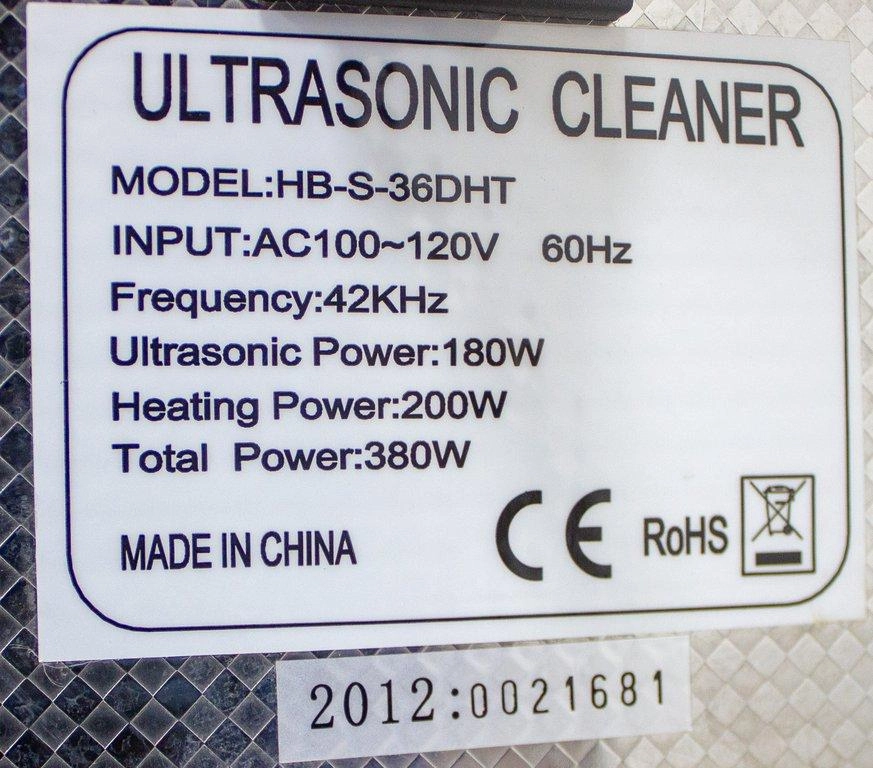 ULTRASONIC CLEANER
MODEL:HB-S-36DHT
INPUT:AC100~120V 60Hz
Frequency:42KHz
Ultrasonic Power:180W
Heating Power:200W
Total Power:380W
MADE IN CHINA CE RoHS
2012:0021681